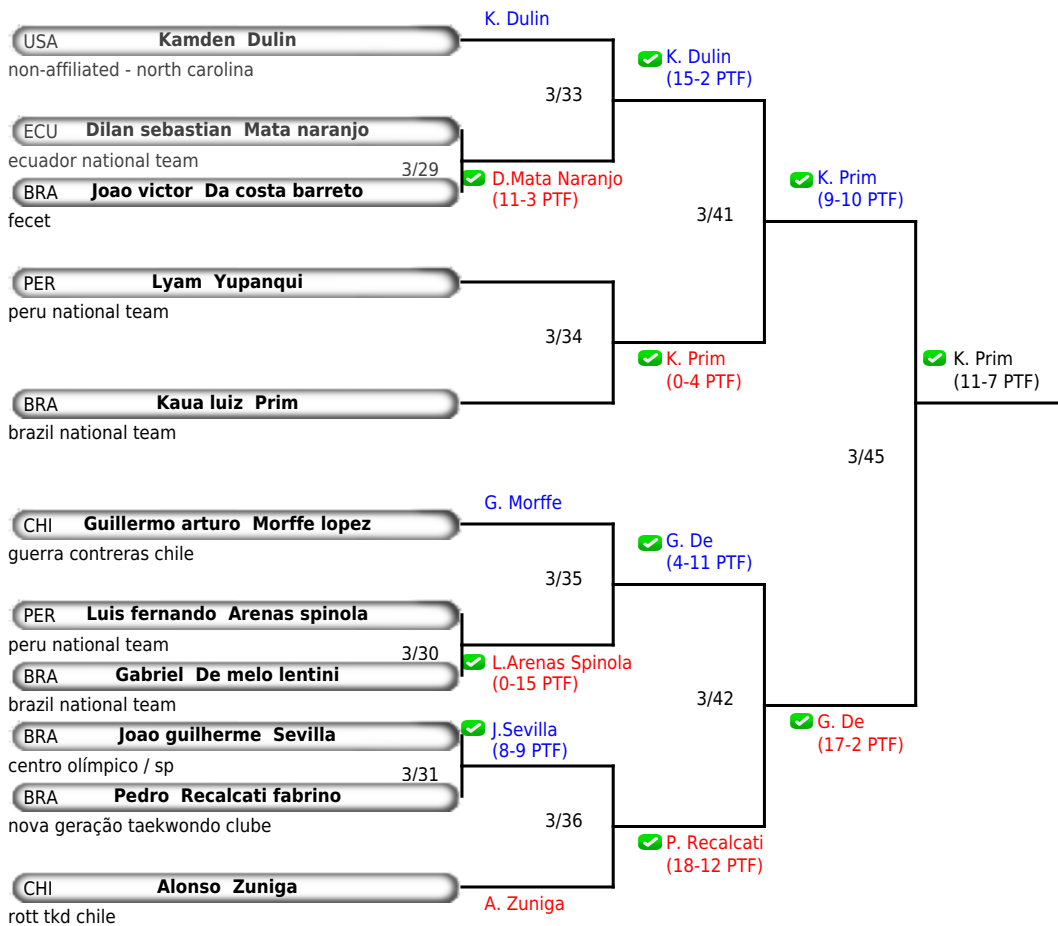 K. Dulin
USA Kamden Dulin
non-affiliated - north carolina
K. Dulin
(15-2 PTF)
3/33
ECU Dilan sebastian Mata naranjo
ecuador national team
3/29
D.Mata Naranjo
(11-3 PTF)
BRA Joao victor Da costa barreto
fecet
K. Prim
(9-10 PTF)
3/41
PER Lyam Yupanqui
peru national team
3/34
K. Prim
(0-4 PTF)
K. Prim
(11-7 PTF)
BRA Kaua luiz Prim
brazil national team
3/45
G. Morffe
CHI Guillermo arturo Morffe lopez
guerra contreras chile
G. De
(4-11 PTF)
3/35
PER Luis fernando Arenas spinola
peru national team
3/30
L.Arenas Spinola
(0-15 PTF)
BRA Gabriel De melo lentini
brazil national team
3/42
J.Sevilla
(8-9 PTF)
G. De
(17-2 PTF)
BRA Joao guilherme Sevilla
centro olímpico / sp
3/31
BRA Pedro Recalcati fabrino
nova geração taekwondo clube
3/36
P. Recalcati
(18-12 PTF)
CHI Alonso Zuniga
rott tkd chile
A. Zuniga